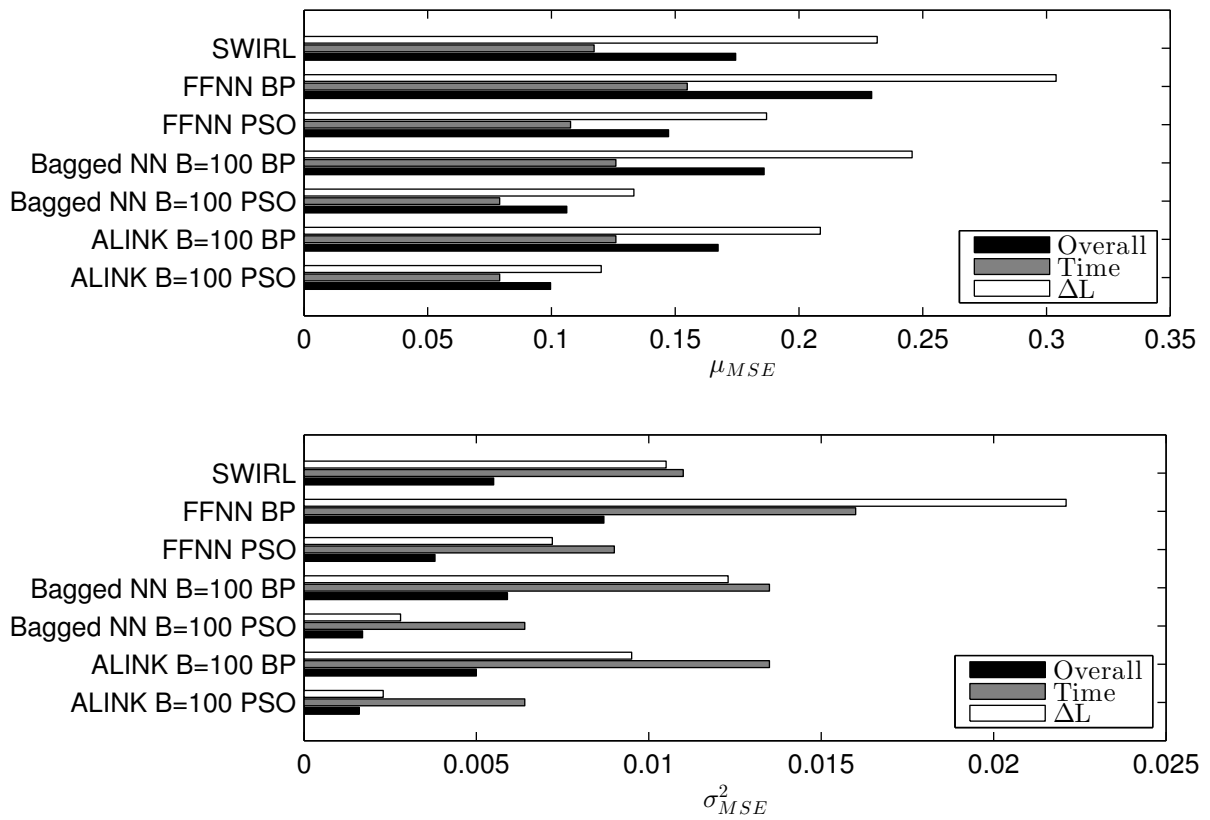 SWIRL
FFNN BP
FFNN PSO
Bagged NN B=100 BP
Bagged NN B=100 PSO
ALINK B=100 BP
ALINK B=100 PSO
Overall
Time
ΔL
0 0.05 0.1 0.15 0.2 0.25 0.3 0.35
μ_MSE
SWIRL
FFNN BP
FFNN PSO
Bagged NN B=100 BP
Bagged NN B=100 PSO
ALINK B=100 BP
ALINK B=100 PSO
Overall
Time
ΔL
0 0.005 0.01 0.015 0.02 0.025
σ²_MSE